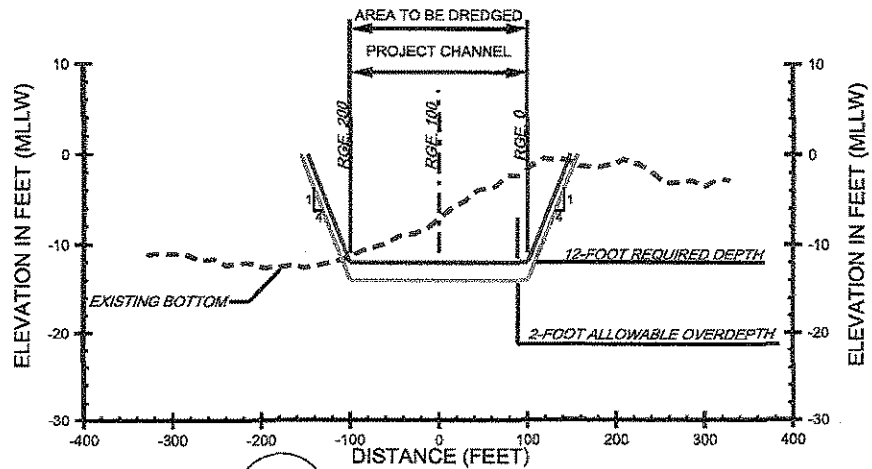 AREA TO BE DREDGED
PROJECT CHANNEL
ELEVATION IN FEET (MLLW)
10
0
-10
-20
-30
RGE. 200
RGE. 100
RGE. 0
1
4
1
4
12-FOOT REQUIRED DEPTH
EXISTING BOTTOM
2-FOOT ALLOWABLE OVERDEPTH
10
0
-10
-20
-30
ELEVATION IN FEET (MLLW)
-400 -300 -200 -100 0 100 200 300 400
DISTANCE (FEET)